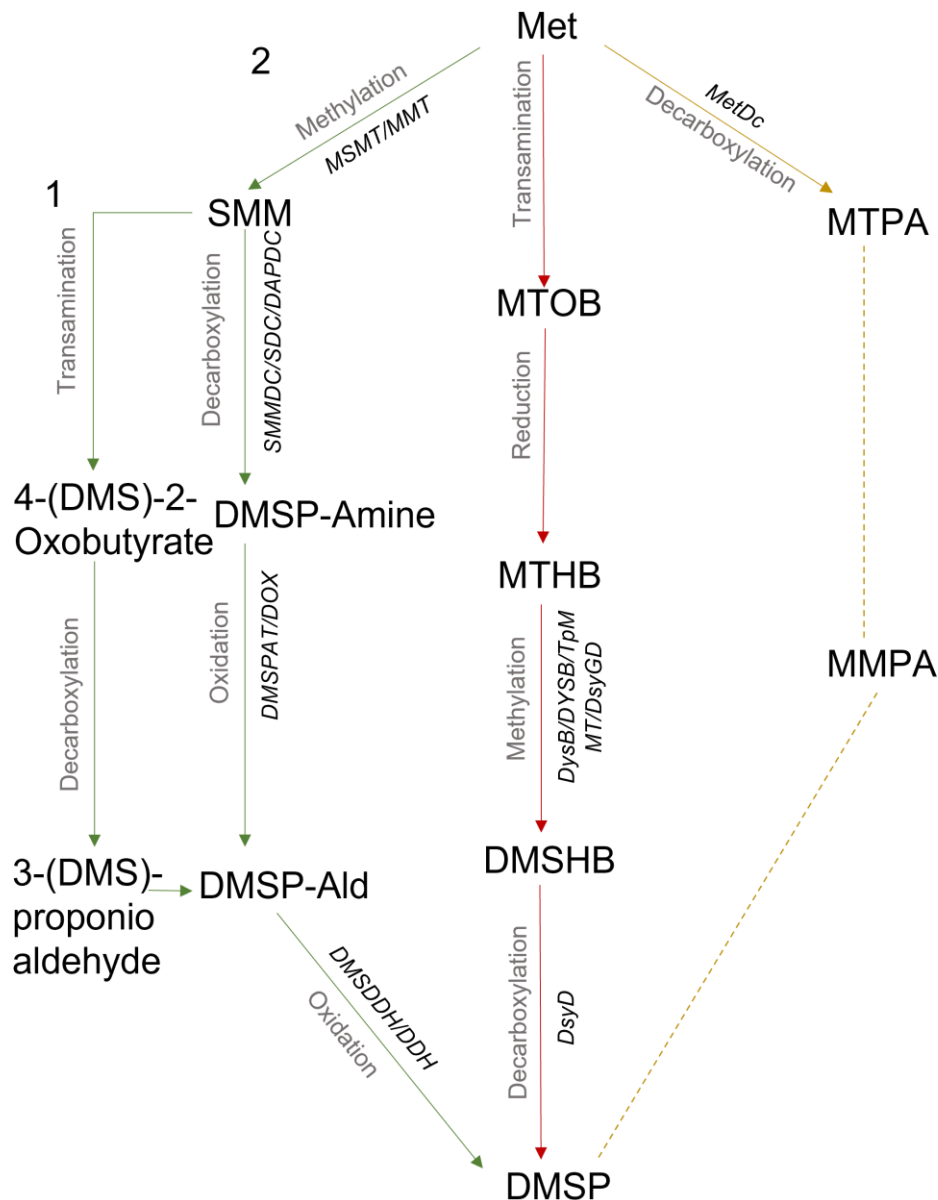 Met
2
Methylation
MSMT/MMT
Transamination
MetDc
Decarboxylation
1
SMM
MTPA
Transamination
Decarboxylation
SMMDC/SDC/DAPDC
MTOB
Reduction
4-(DMS)-2-
Oxobutyrate
DMSP-Amine
MTHB
Decarboxylation
Oxidation
DMSPAT/DOX
Methylation
DysB/DYSB/TpM
MT/DsyGD
MMPA
3-(DMS)-
proponio
aldehyde
DMSP-Ald
DMSHB
DMSDDH/DDH
Oxidation
Decarboxylation
DsyD
DMSP